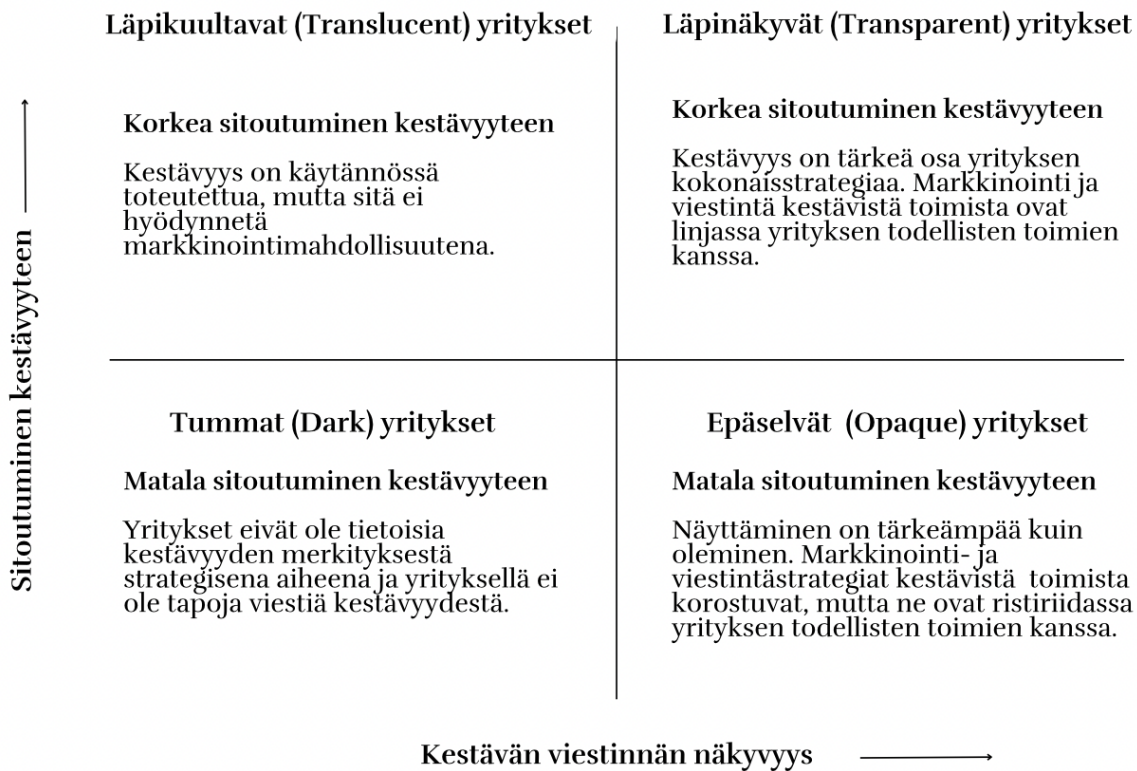 Läpikuultavat (Translucent) yritykset
Korkea sitoutuminen kestävyyteen
Kestävyys on käytännössä
toteutettua, mutta sitä ei
hyödynnetä
markkinointimahdollisuutena.
Läpinäkyvät (Transparent) yritykset
Korkea sitoutuminen kestävyyteen
Kestävyys on tärkeä osa yrityksen
kokonaisstrategiaa. Markkinointi ja
viestintä kestävistä toimista ovat
linjassa yrityksen todellisten toimien
kanssa.
Sitoutuminen kestävyyteen
Tummat (Dark) yritykset
Matala sitoutuminen kestävyyteen
Yritykset eivät ole tietoisia
kestävyyden merkityksestä
strategisena aiheena ja yrityksellä ei
ole tapoja viestiä kestävyydestä.
Epäselvät (Opaque) yritykset
Matala sitoutuminen kestävyyteen
Näyttäminen on tärkeämpää kuin
oleminen. Markkinointi- ja
viestintästrategiat kestävistä toimista
korostuvat, mutta ne ovat ristiriidassa
yrityksen todellisten toimien kanssa.
Kestävän viestinnän näkyvyys